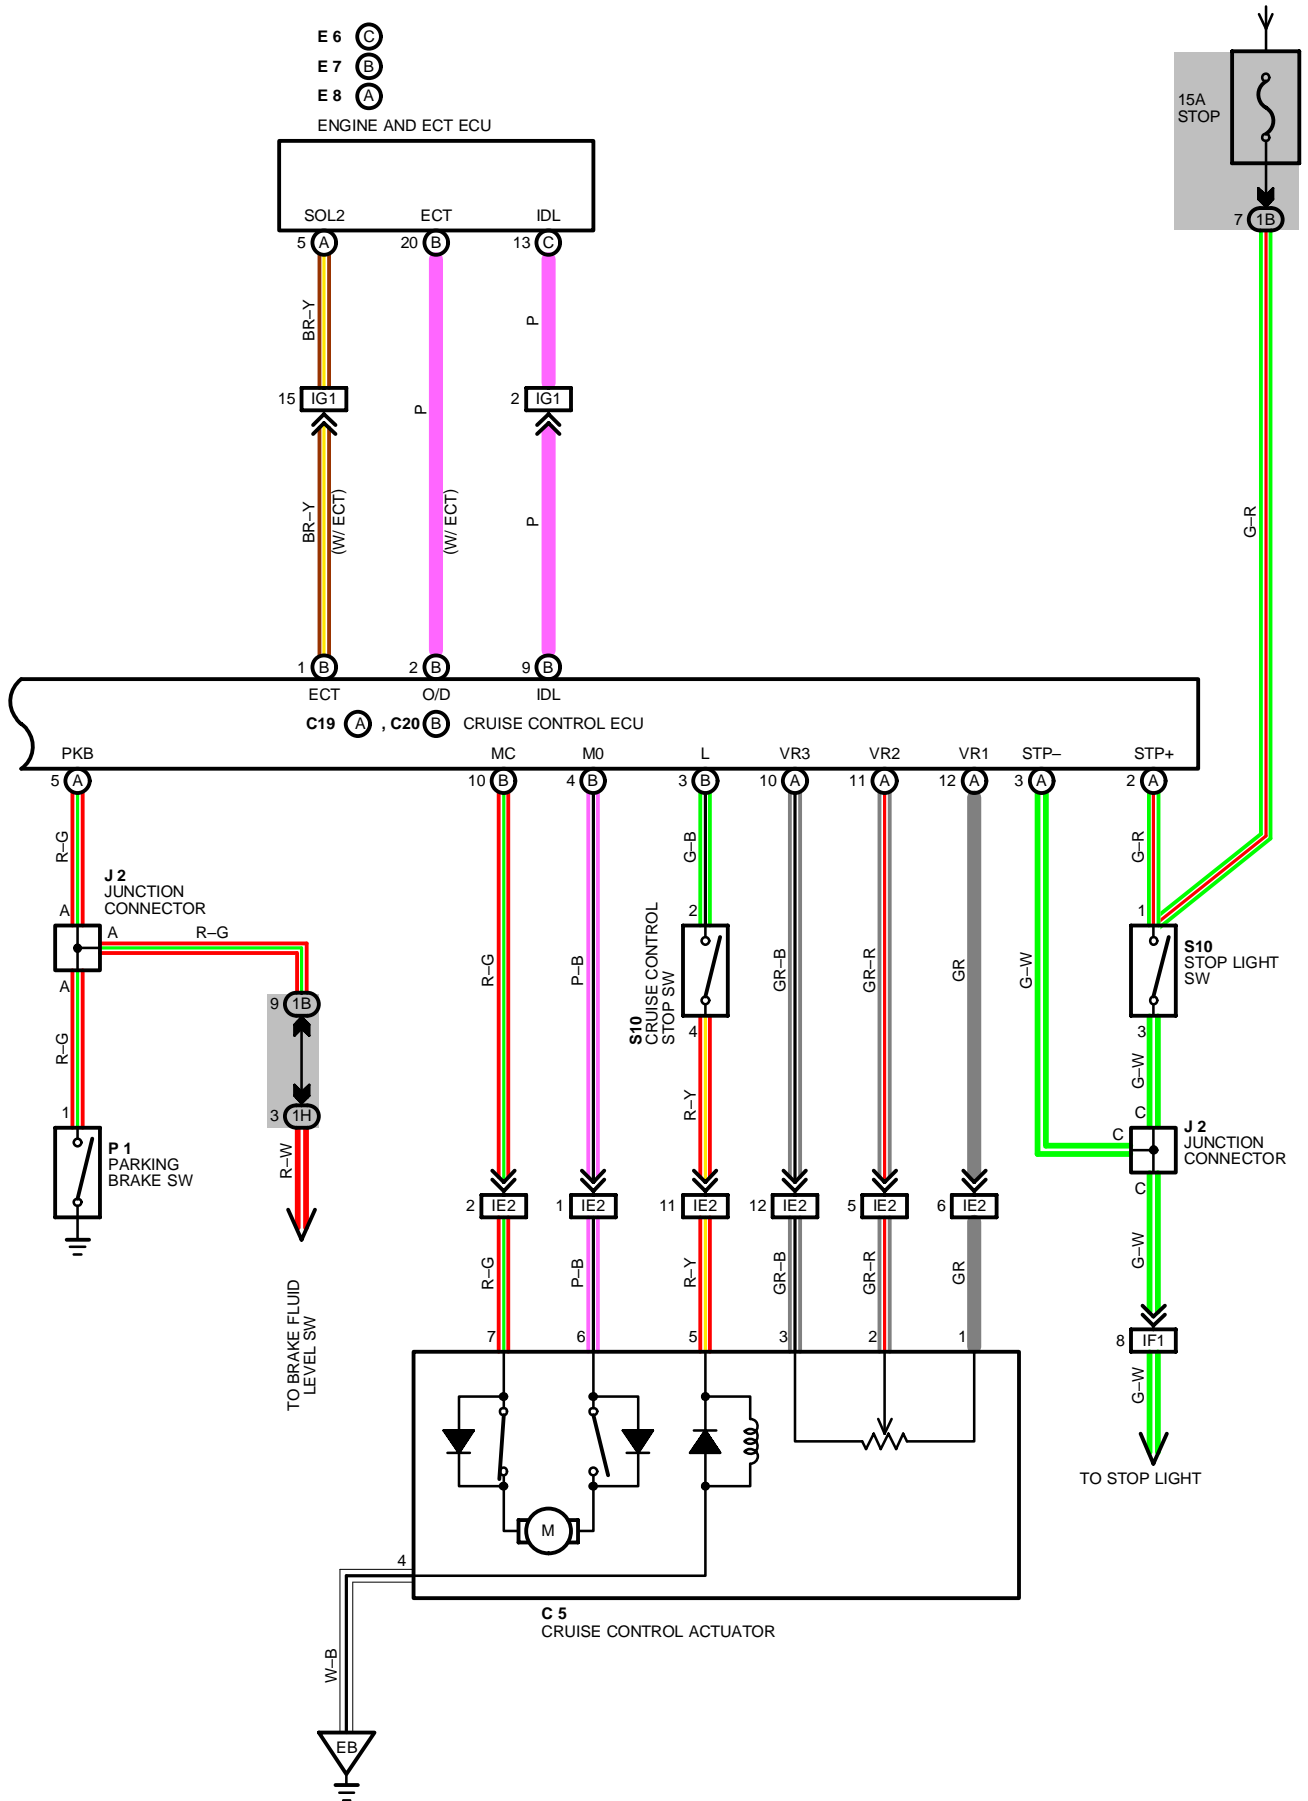 E 6 C
E 7 B
E 8 A
ENGINE AND ECT ECU
SOL2 ECT IDL
5 A 20 B 13 C
15A
STOP
7 1B
BR–Y
P
15 IG1
2 IG1
P
BR–Y
(W/ ECT)
(W/ ECT)
P
G–R
1 B 2 B 9 B
ECT O/D IDL
C19 A , C20 B CRUISE CONTROL ECU
PKB MC M0 L VR3 VR2 VR1 STP– STP+
5 A 10 B 4 B 3 B 10 A 11 A 12 A 3 A 2 A
R–G
G–B
G–R
J 2
JUNCTION
CONNECTOR
A
A
R–G
A
2
1
R–G
P–B
S10
CRUISE CONTROL
STOP SW
GR–B
GR–R
GR
G–W
S10
STOP LIGHT
SW
9 1B
R–G
4
3
R–Y
G–W
3 1H
1
P 1
PARKING
BRAKE SW
R–W
C
C
J 2
JUNCTION
CONNECTOR
C
2 IE2
1 IE2
11 IE2
12 IE2
5 IE2
6 IE2
R–G
P–B
R–Y
GR–B
GR–R
GR
G–W
TO BRAKE FLUID
LEVEL SW
7 6 5 3 2 1
8 IF1
G–W
TO STOP LIGHT
M
4
C 5
CRUISE CONTROL ACTUATOR
W–B
EB